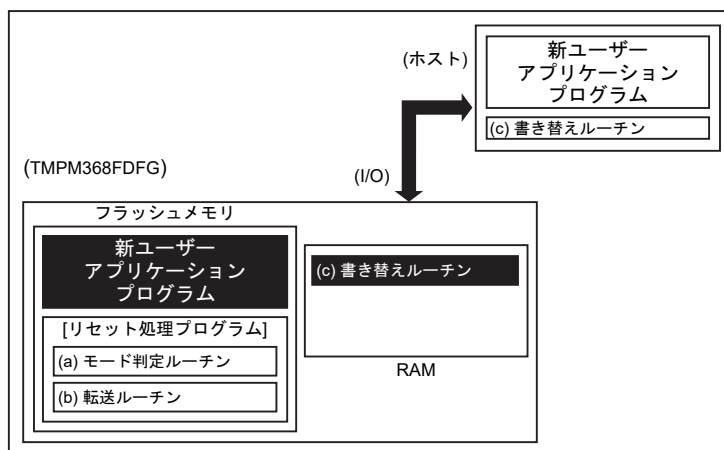 (ホスト)
新ユーザー
アプリケーション
プログラム
(c) 書き替えルーチン
(TMPM368FDFG)
(I/O)
フラッシュメモリ
新ユーザー
アプリケーション
プログラム
[リセット処理プログラム]
(a) モード判定ルーチン
(b) 転送ルーチン
(c) 書き替えルーチン
RAM